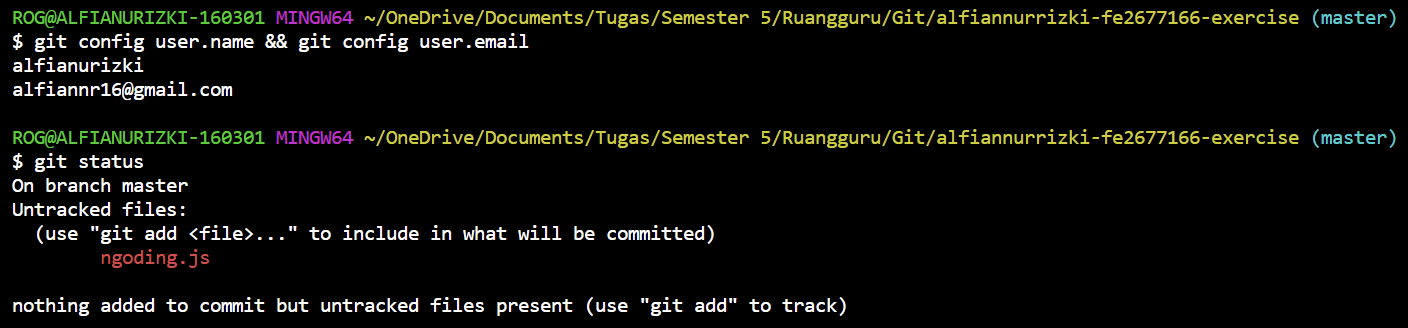 ROG@ALFIANURIZKI-160301 MINGW64 ~/OneDrive/Documents/Tugas/Semester 5/Ruangguru/Git/alfiannurrizki-fe2677166-exercise (master)
$ git config user.name && git config user.email
alfianurizki
alfiannr16@gmail.com
ROG@ALFIANURIZKI-160301 MINGW64 ~/OneDrive/Documents/Tugas/Semester 5/Ruangguru/Git/alfiannurrizki-fe2677166-exercise (master)
$ git status
On branch master
Untracked files:
  (use "git add <file>..." to include in what will be committed)
        ngoding.js
nothing added to commit but untracked files present (use "git add" to track)